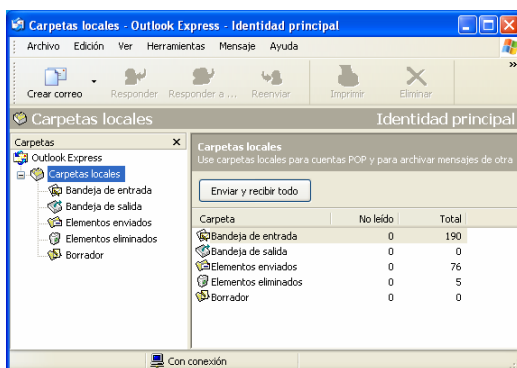 Carpetas locales - Outlook Express - Identidad principal
Archivo Edición Ver Herramientas Mensaje Ayuda
Crear correo Responder Responder a ... Reenviar Imprimir Eliminar »
Carpetas locales Identidad principal
Carpetas
Outlook Express
Carpetas locales
Bandeja de entrada
Bandeja de salida
Elementos enviados
Elementos eliminados
Borrador
Carpetas locales
Use carpetas locales para cuentas POP y para archivar mensajes de otra
Enviar y recibir todo
Carpeta No leído Total
Bandeja de entrada 0 190
Bandeja de salida 0 0
Elementos enviados 0 76
Elementos eliminados 0 5
Borrador 0 0
Con conexión